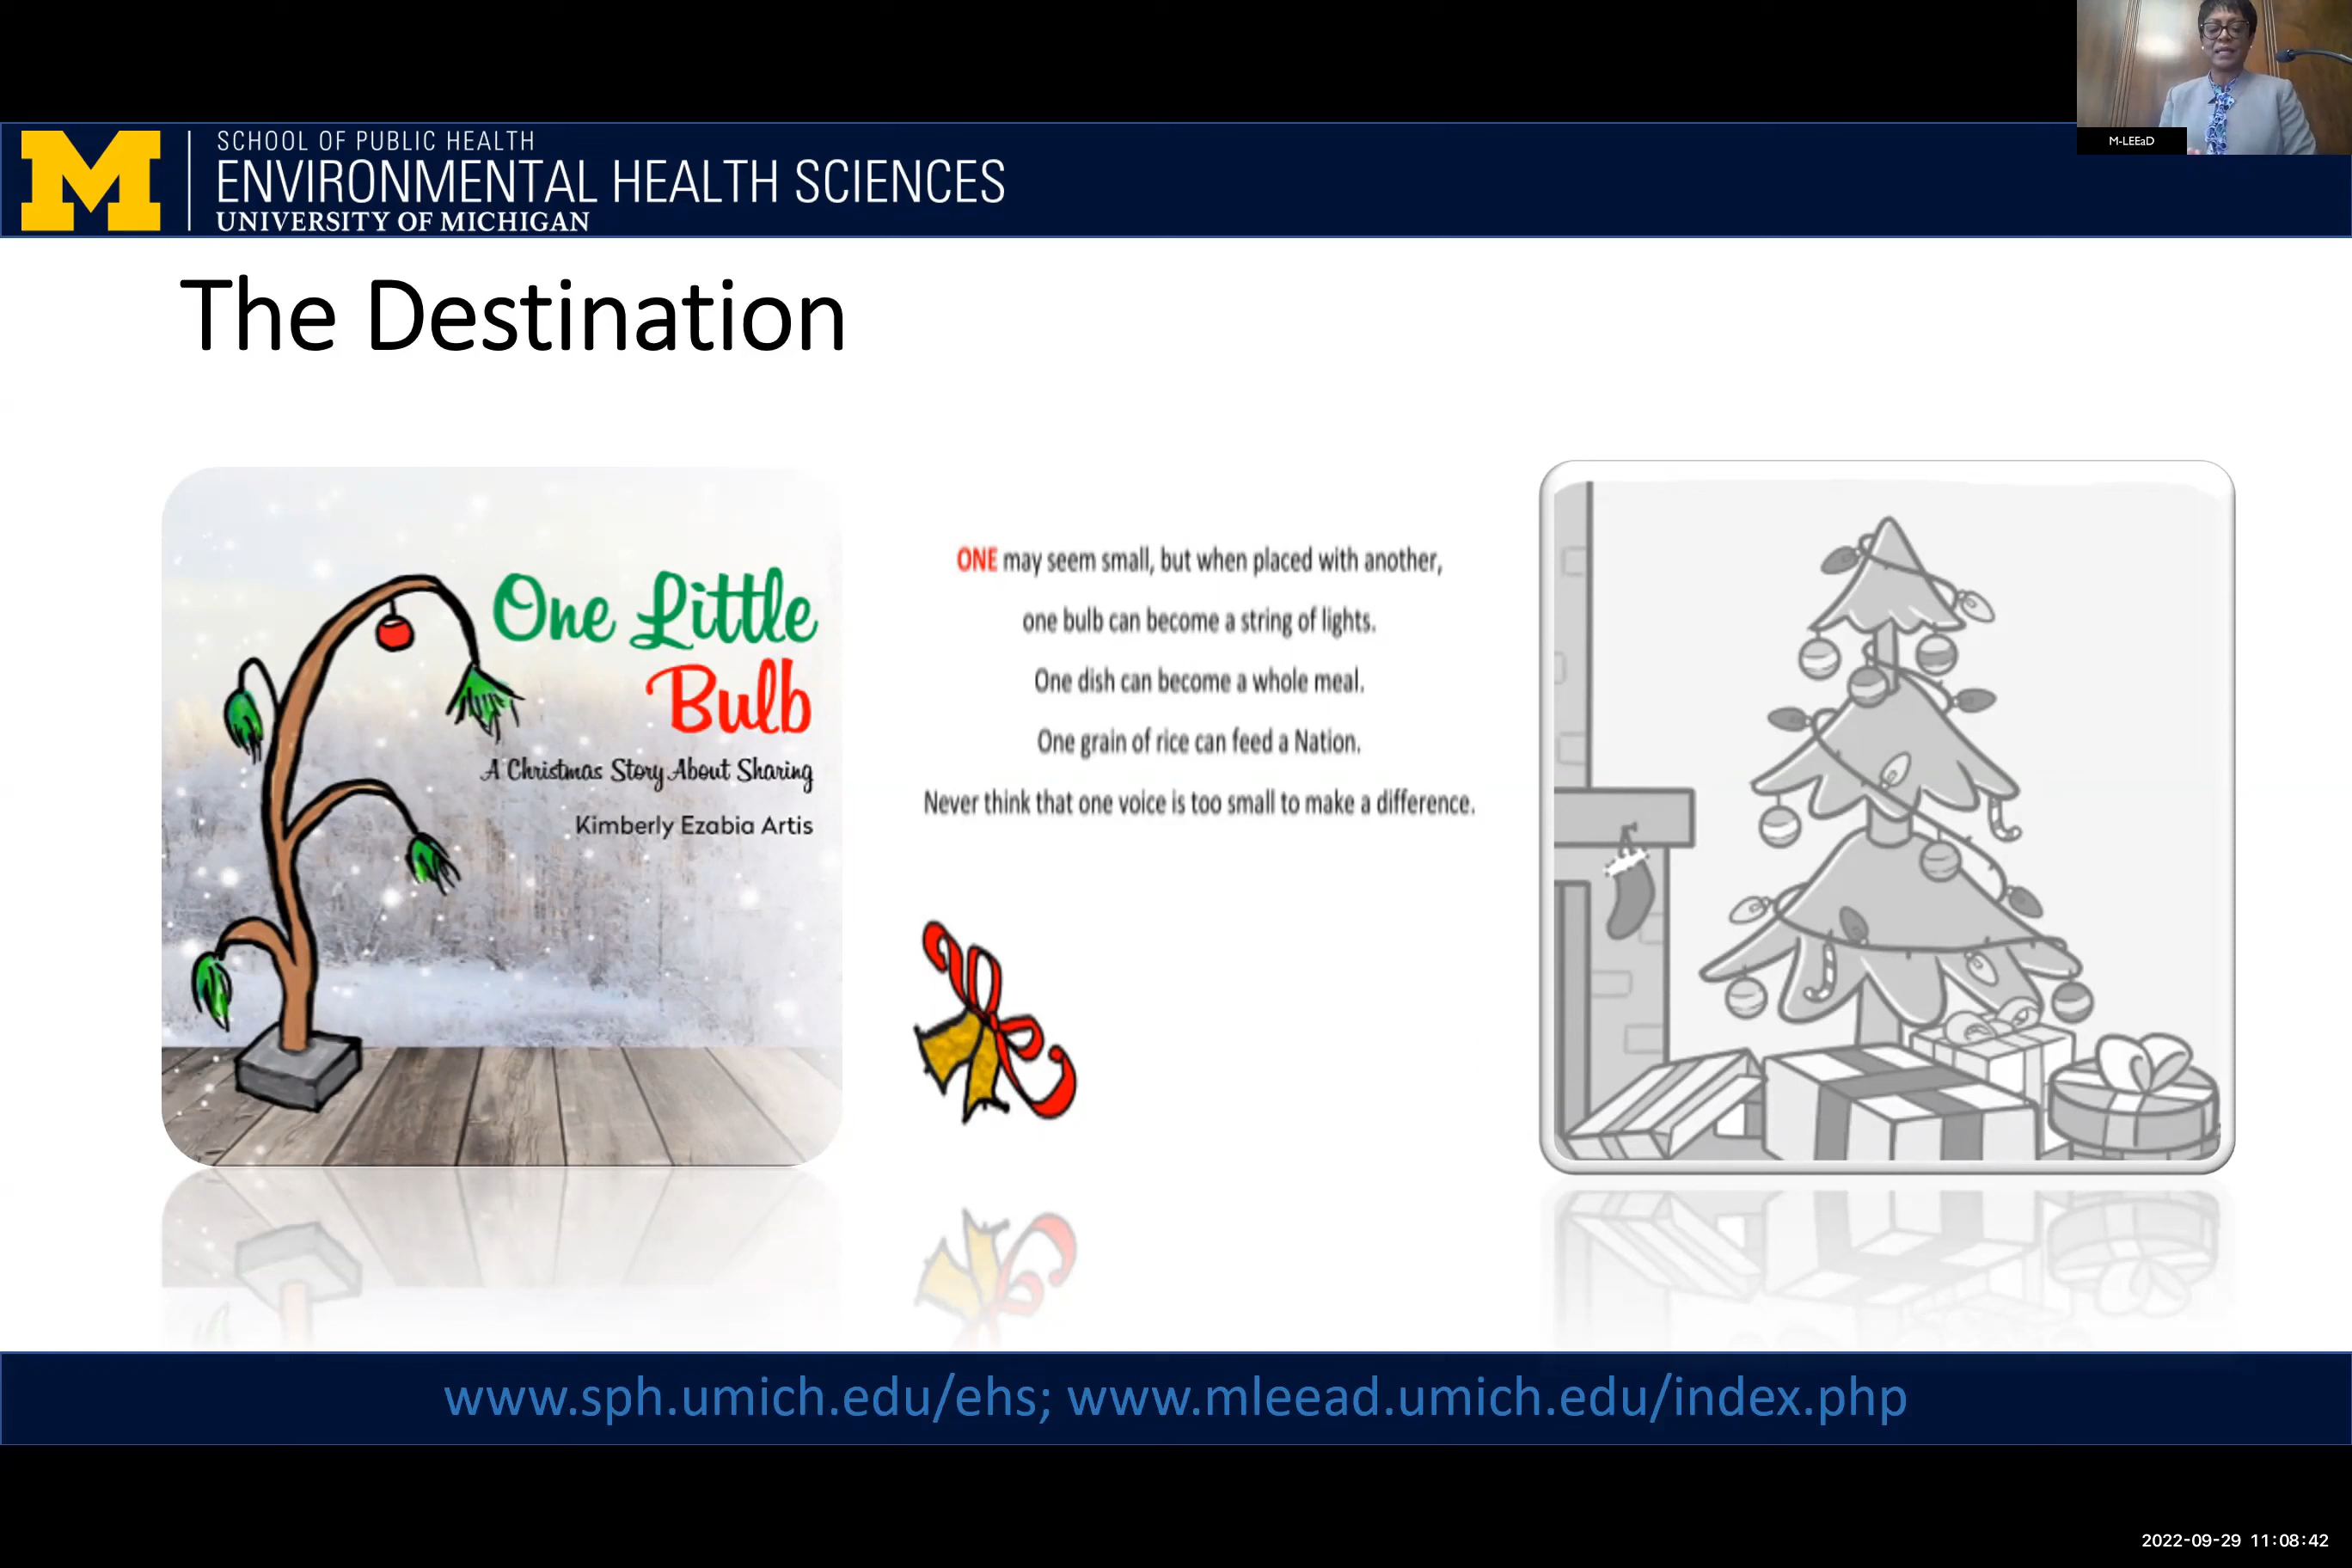 M-LEEaD
M
SCHOOL OF PUBLIC HEALTH
ENVIRONMENTAL HEALTH SCIENCES
UNIVERSITY OF MICHIGAN
The Destination
One Little
Bulb
A Christmas Story About Sharing
Kimberly Ezabia Artis
ONE may seem small, but when placed with another,
one bulb can become a string of lights.
One dish can become a whole meal.
One grain of rice can feed a Nation.
Never think that one voice is too small to make a difference.
www.sph.umich.edu/ehs; www.mleead.umich.edu/index.php
2022-09-29 11:08:42